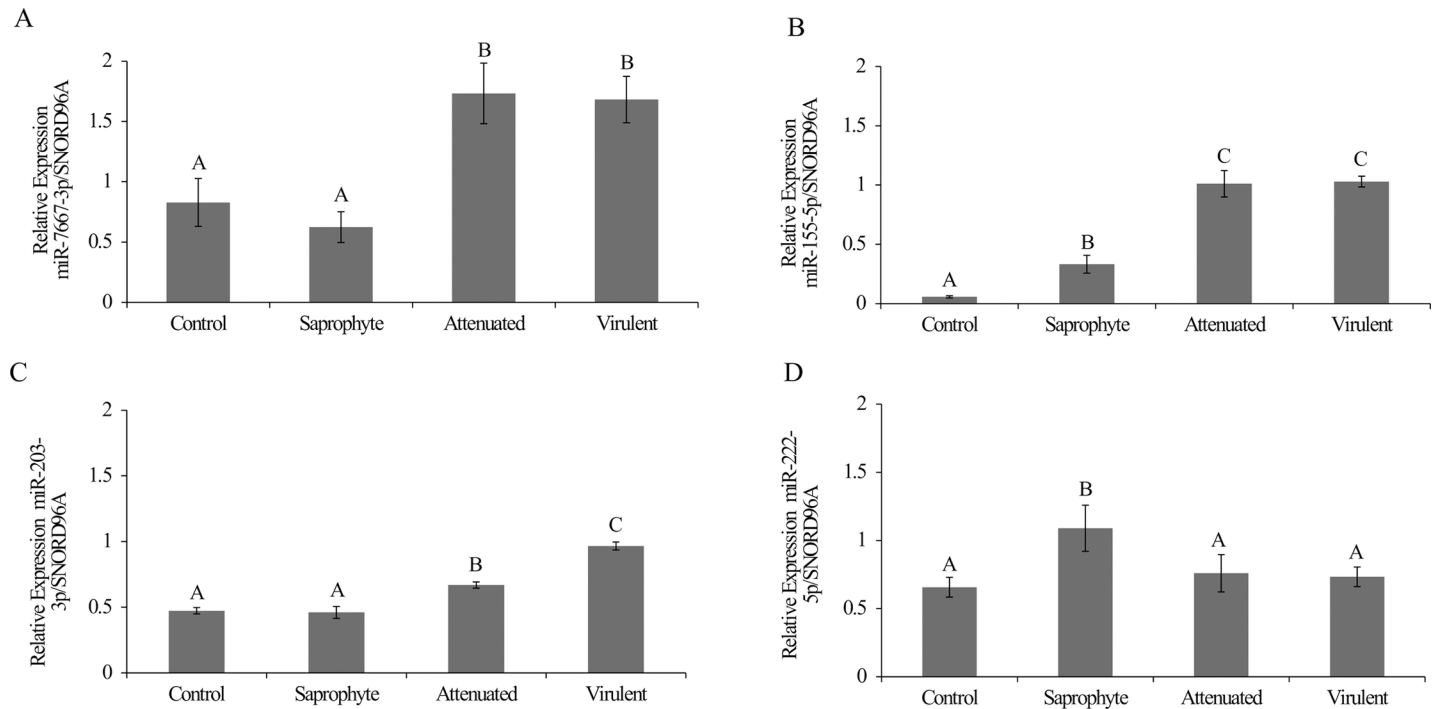 A
Relative Expression
miR-7667-3p/SNORD96A
2
1.5
1
0.5
0
A
A
B
B
Control
Saprophyte
Attenuated
Virulent
B
Relative Expression
miR-155-5p/SNORD96A
2
1.5
1
0.5
0
A
B
C
C
Control
Saprophyte
Attenuated
Virulent
C
Relative Expression miR-203-
3p/SNORD96A
2
1.5
1
0.5
0
A
A
B
C
Control
Saprophyte
Attenuated
Virulent
D
Relative Expression miR-222-
5p/SNORD96A
2
1.5
1
0.5
0
A
B
A
A
Control
Saprophyte
Attenuated
Virulent